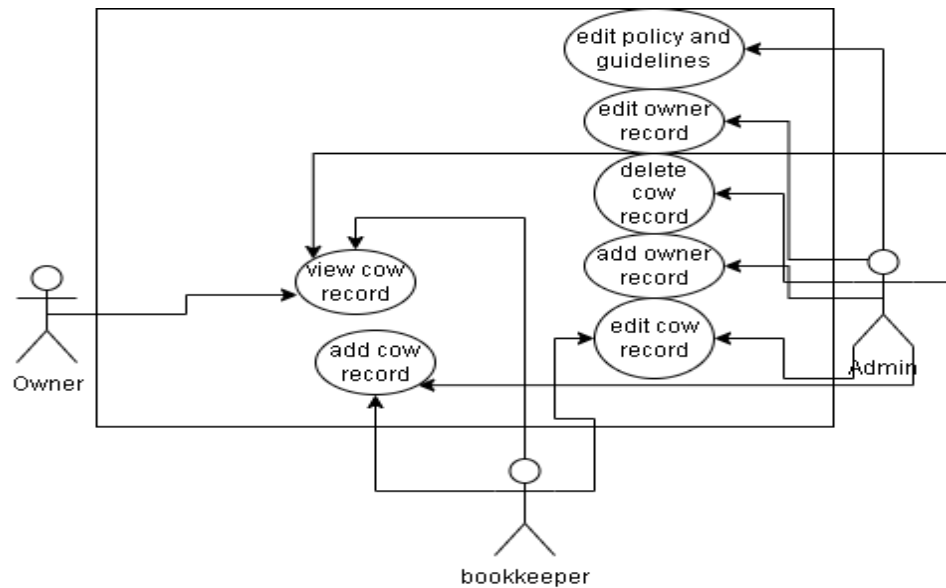 edit policy and
guidelines
edit owner
record
delete
cow
record
view cow
record
add owner
record
edit cow
record
add cow
record
Owner
Admin
bookkeeper